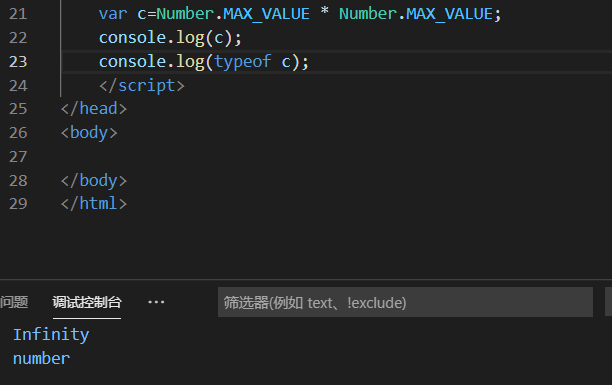 21 var c=Number.MAX_VALUE * Number.MAX_VALUE;
22 console.log(c);
23 console.log(typeof c);
24 </script>
25 </head>
26 <body>
27
28 </body>
29 </html>
问题 调试控制台 ··· 筛选器(例如 text、!exclude)
Infinity
number